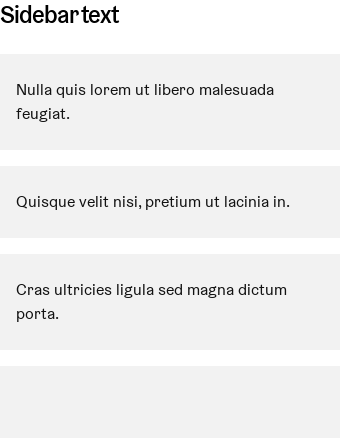 Sidebar text
Nulla quis lorem ut libero malesuada
feugiat.
Quisque velit nisi, pretium ut lacinia in.
Cras ultricies ligula sed magna dictum
porta.